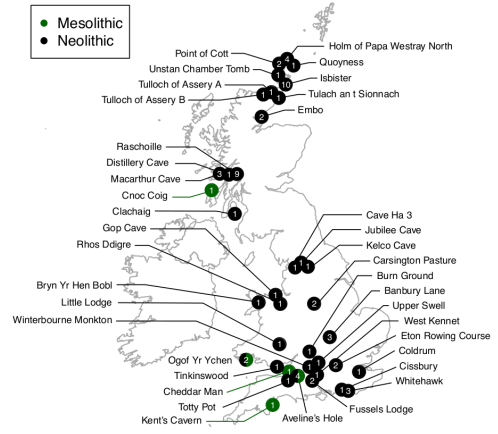 Mesolithic
Neolithic
Point of Cott
Holm of Papa Westray North
Quoyness
Unstan Chamber Tomb
Isbister
Tulloch of Assery A
Tulach an t Sionnach
Tulloch of Assery B
Embo
2
4
1
1
10
1
1
1
2
Raschoille
Distillery Cave
Macarthur Cave
Cnoc Coig
Clachaig
3
1
9
1
1
Gop Cave
Rhos Ddigre
Cave Ha 3
Jubilee Cave
Kelco Cave
1
1
1
Carsington Pasture
Burn Ground
Banbury Lane
Bryn Yr Hen Bobl
Little Lodge
Winterbourne Monkton
1
1
1
2
Upper Swell
West Kennet
Eton Rowing Course
Coldrum
Cissbury
Whitehawk
3
1
1
Ogof Yr Ychen
Tinkinswood
Cheddar Man
Totty Pot
Kent's Cavern
2
1
1
1
1
2
1
4
1
1
2
1
1
3
1
Aveline's Hole
Fussels Lodge